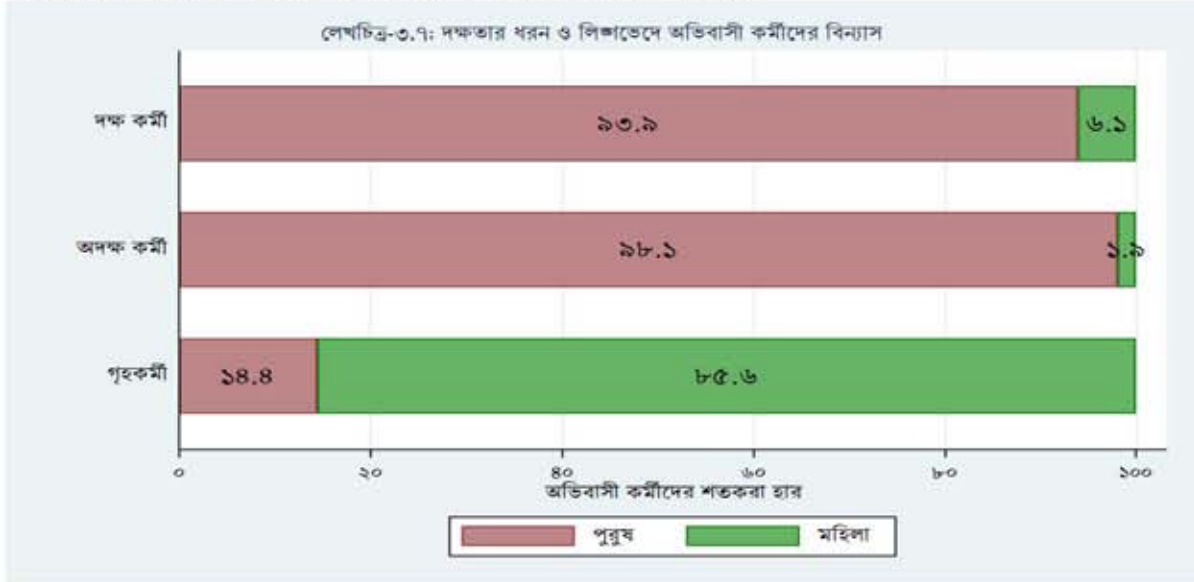 লেখচিত্র-৩.৭: দক্ষতার ধরন ও লিঙ্গভেদে অভিবাসী কর্মীদের বিন্যাস
দক্ষ কর্মী ৯৩.৯ ৬.১
অদক্ষ কর্মী ৯৮.১ ১.৯
গৃহকর্মী ১৪.৪ ৮৫.৬
০ ২০ ৪০ ৬০ ৮০ ১০০
অভিবাসী কর্মীদের শতকরা হার
পুরুষ মহিলা